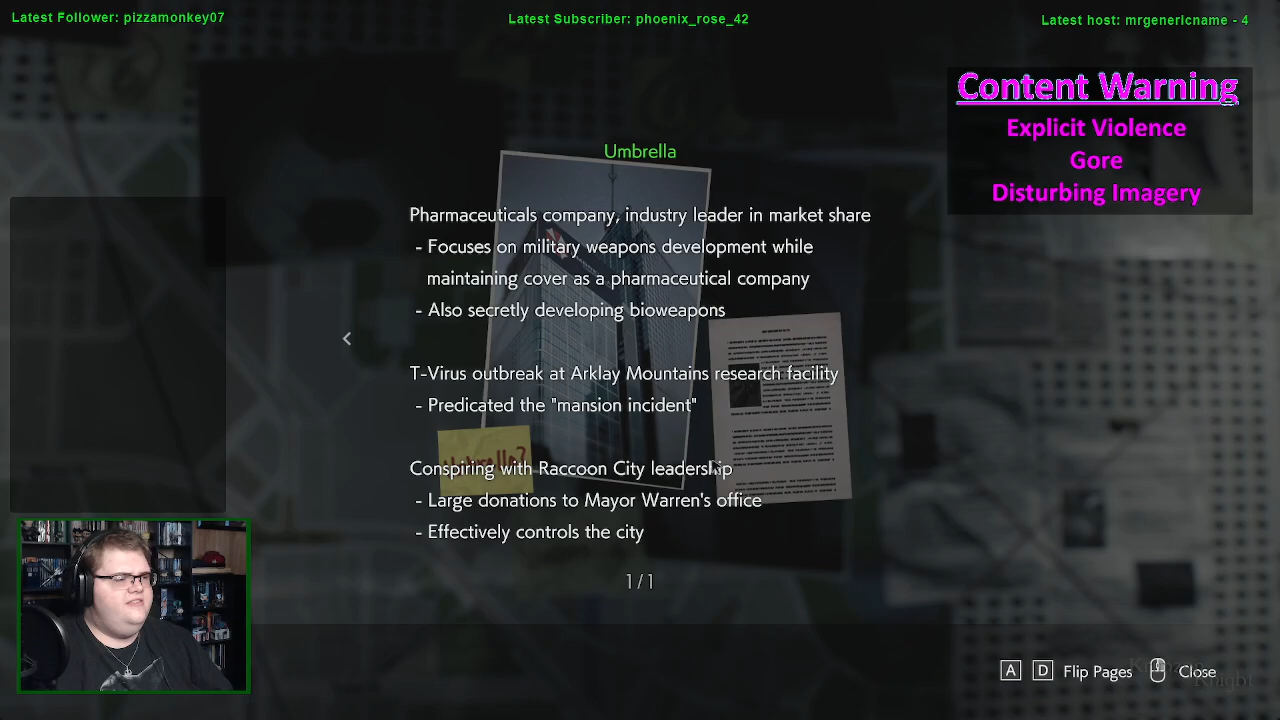 Latest Follower: pizzamonkey07
Latest Subscriber: phoenix_rose_42
Latest host: mrgenericname - 4
Content Warning
Explicit Violence
Gore
Disturbing Imagery
Umbrella
Pharmaceuticals company, industry leader in market share
- Focuses on military weapons development while
maintaining cover as a pharmaceutical company
- Also secretly developing bioweapons
T-Virus outbreak at Arklay Mountains research facility
- Predicated the "mansion incident"
Conspiring with Raccoon City leadership
- Large donations to Mayor Warren's office
- Effectively controls the city
1/1
A D Flip Pages Close
Knight